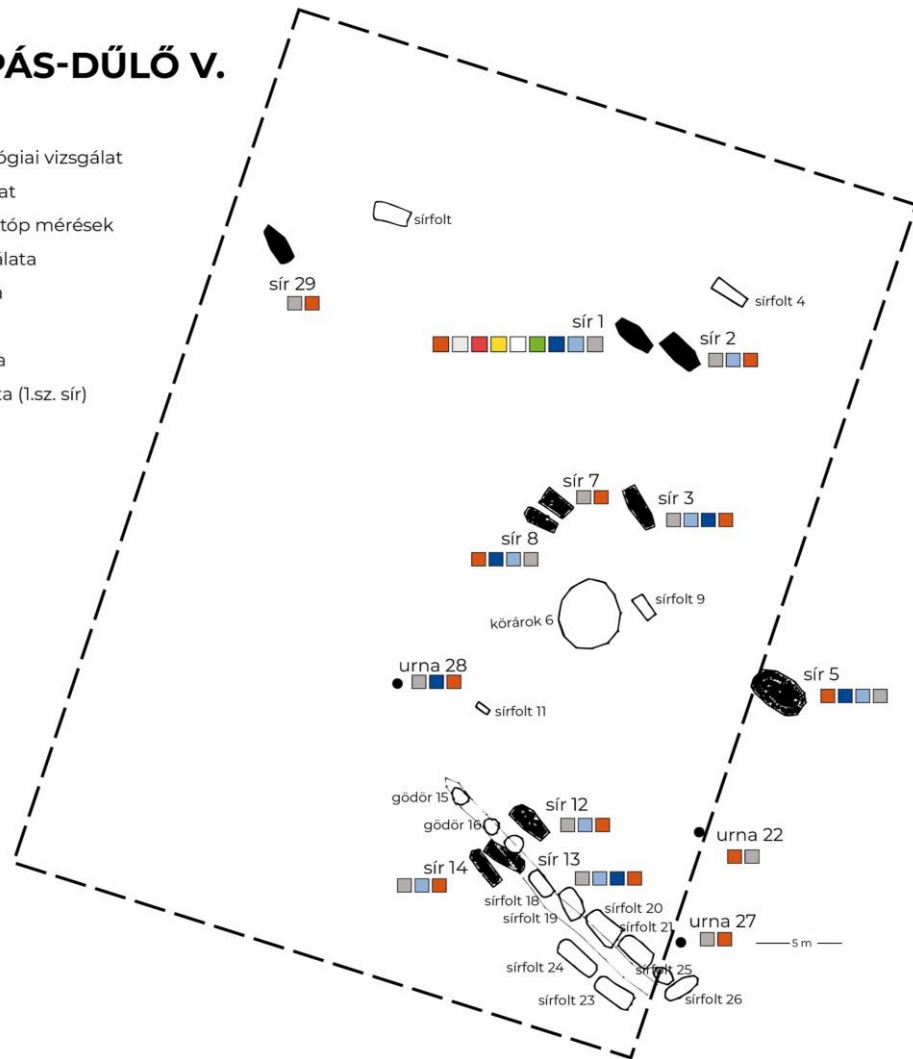 PÁS-DŰLŐ V.
ógiai vizsgálat
at
tóp mérések
álata
a
a
ta (1.sz. sír)
sírfolt
sír 29
sírfolt 4
sír 1
sír 2
sír 7
sír 3
sír 8
sírfolt 9
körárok 6
urna 28
sír 5
sírfolt 11
gödör 15
sír 12
gödör 16
urna 22
sír 13
sír 14
sírfolt 18
sírfolt 20
sírfolt 19
sírfolt 21
urna 27
5 m
sírfolt 24
sírfolt 25
sírfolt 23
sírfolt 26